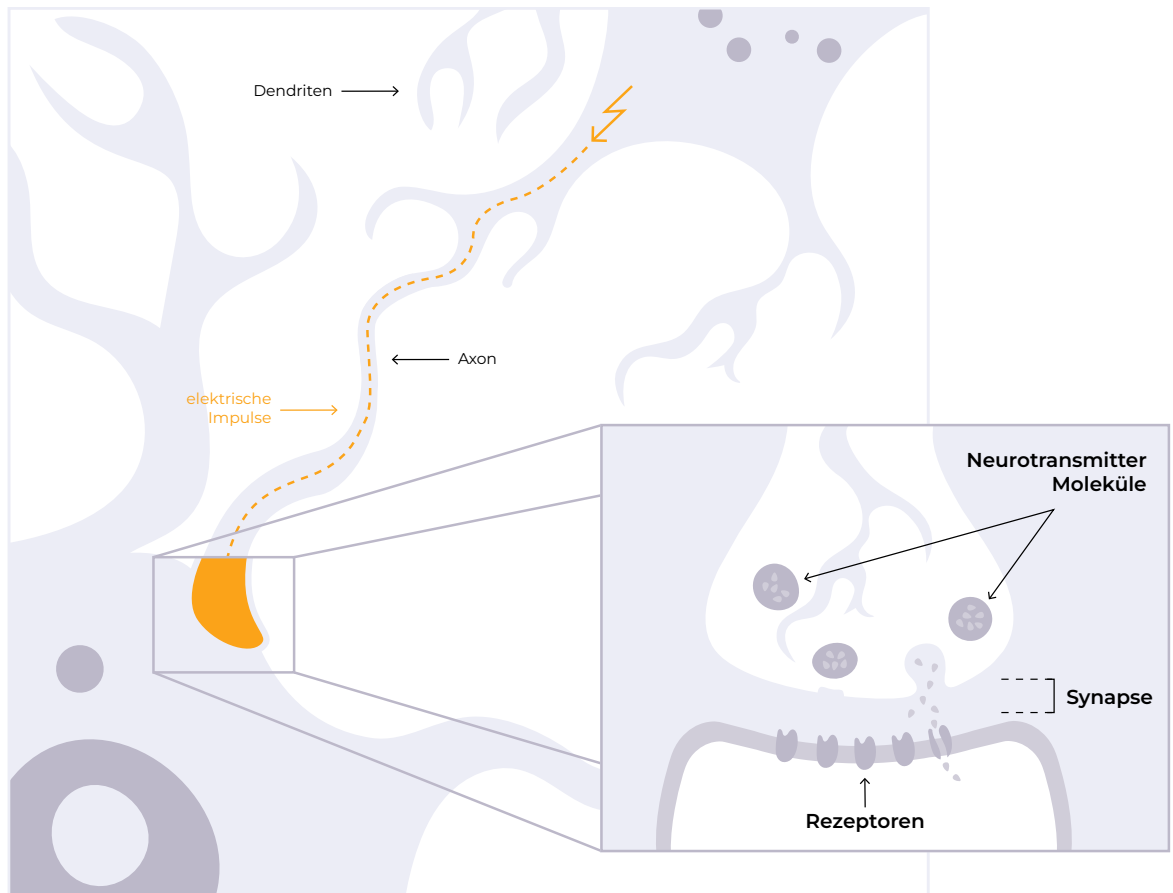 Dendriten
Axon
elektrische
Impulse
Neurotransmitter
Moleküle
Synapse
Rezeptoren